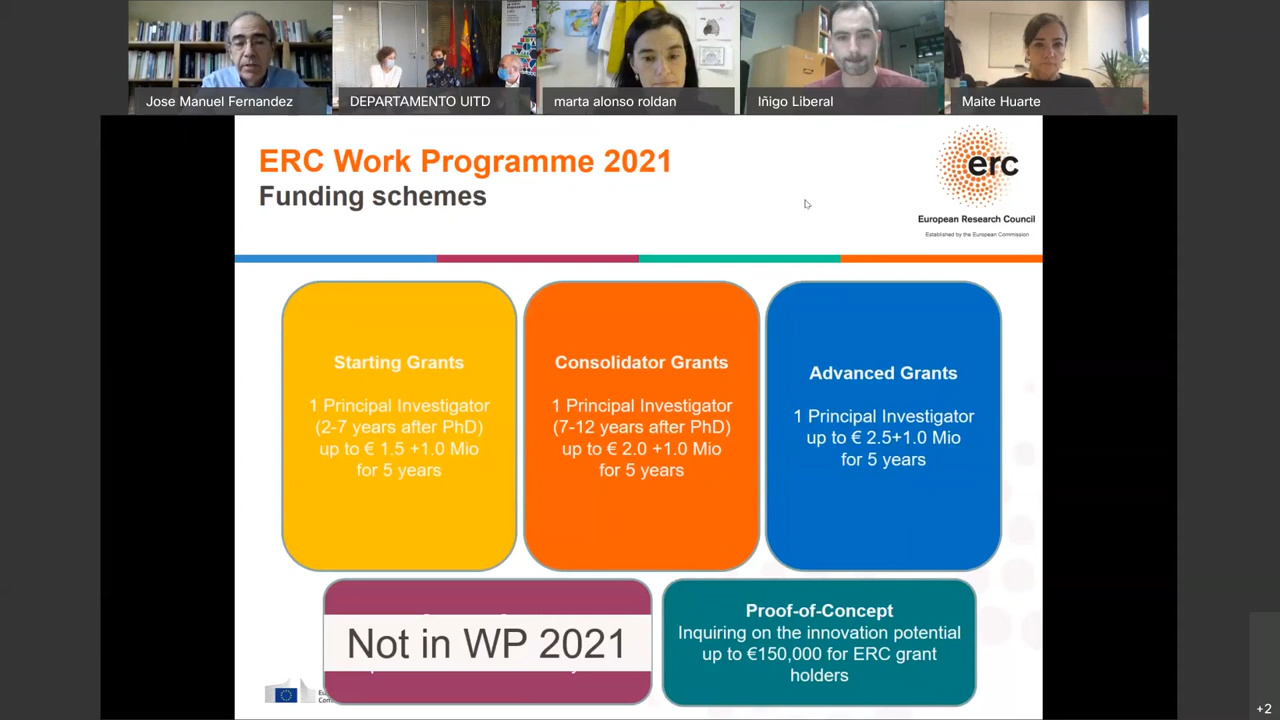 Jose Manuel Fernandez
DEPARTAMENTO UITD
marta alonso roldan
Iñigo Liberal
Maite Huarte
ERC Work Programme 2021
Funding schemes
erc
European Research Council
Established by the European Commission
Starting Grants
1 Principal Investigator
(2-7 years after PhD)
up to € 1.5 +1.0 Mio
for 5 years
Consolidator Grants
1 Principal Investigator
(7-12 years after PhD)
up to € 2.0 +1.0 Mio
for 5 years
Advanced Grants
1 Principal Investigator
up to € 2.5+1.0 Mio
for 5 years
Not in WP 2021
Proof-of-Concept
Inquiring on the innovation potential
up to €150,000 for ERC grant
holders
+2